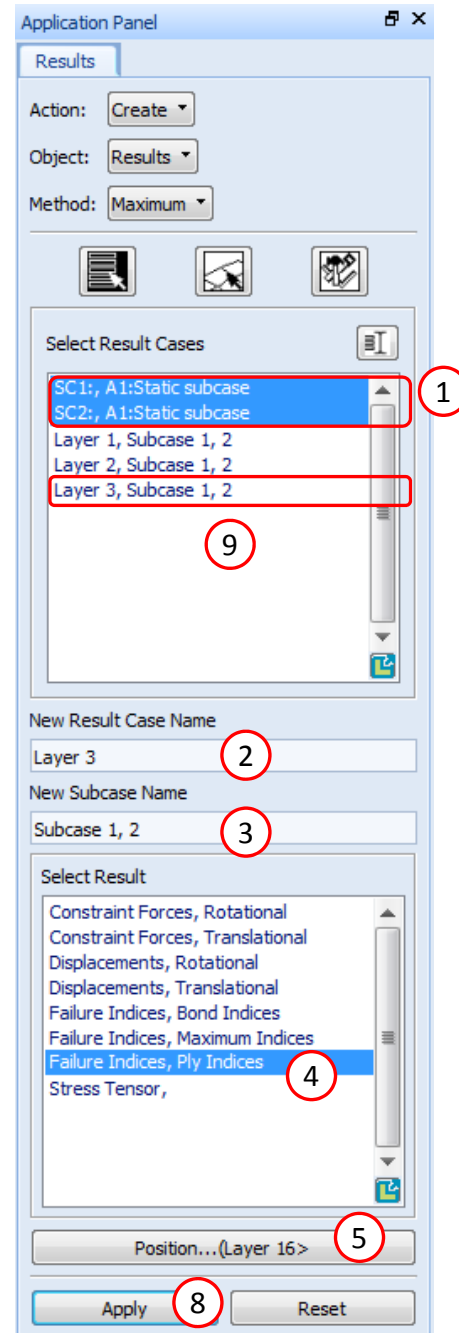 Application Panel
Results
Action: Create
Object: Results
Method: Maximum
Select Result Cases
SC1:, A1:Static subcase
1
SC2:, A1:Static subcase
Layer 1, Subcase 1, 2
Layer 2, Subcase 1, 2
Layer 3, Subcase 1, 2
9
New Result Case Name
Layer 3
2
New Subcase Name
Subcase 1, 2
3
Select Result
Constraint Forces, Rotational
Constraint Forces, Translational
Displacements, Rotational
Displacements, Translational
Failure Indices, Bond Indices
Failure Indices, Maximum Indices
Failure Indices, Ply Indices
4
Stress Tensor,
Position...(Layer 16>
5
Apply
8
Reset